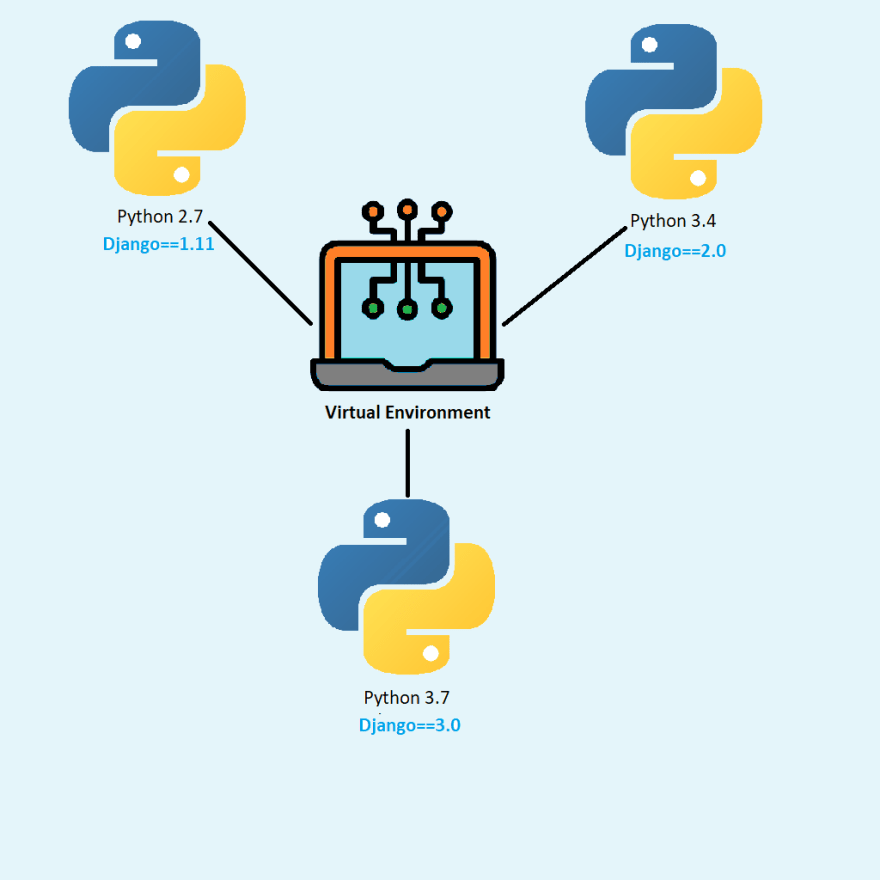 Python 2.7
Django==1.11
Python 3.4
Django==2.0
Virtual Environment
Python 3.7
Django==3.0